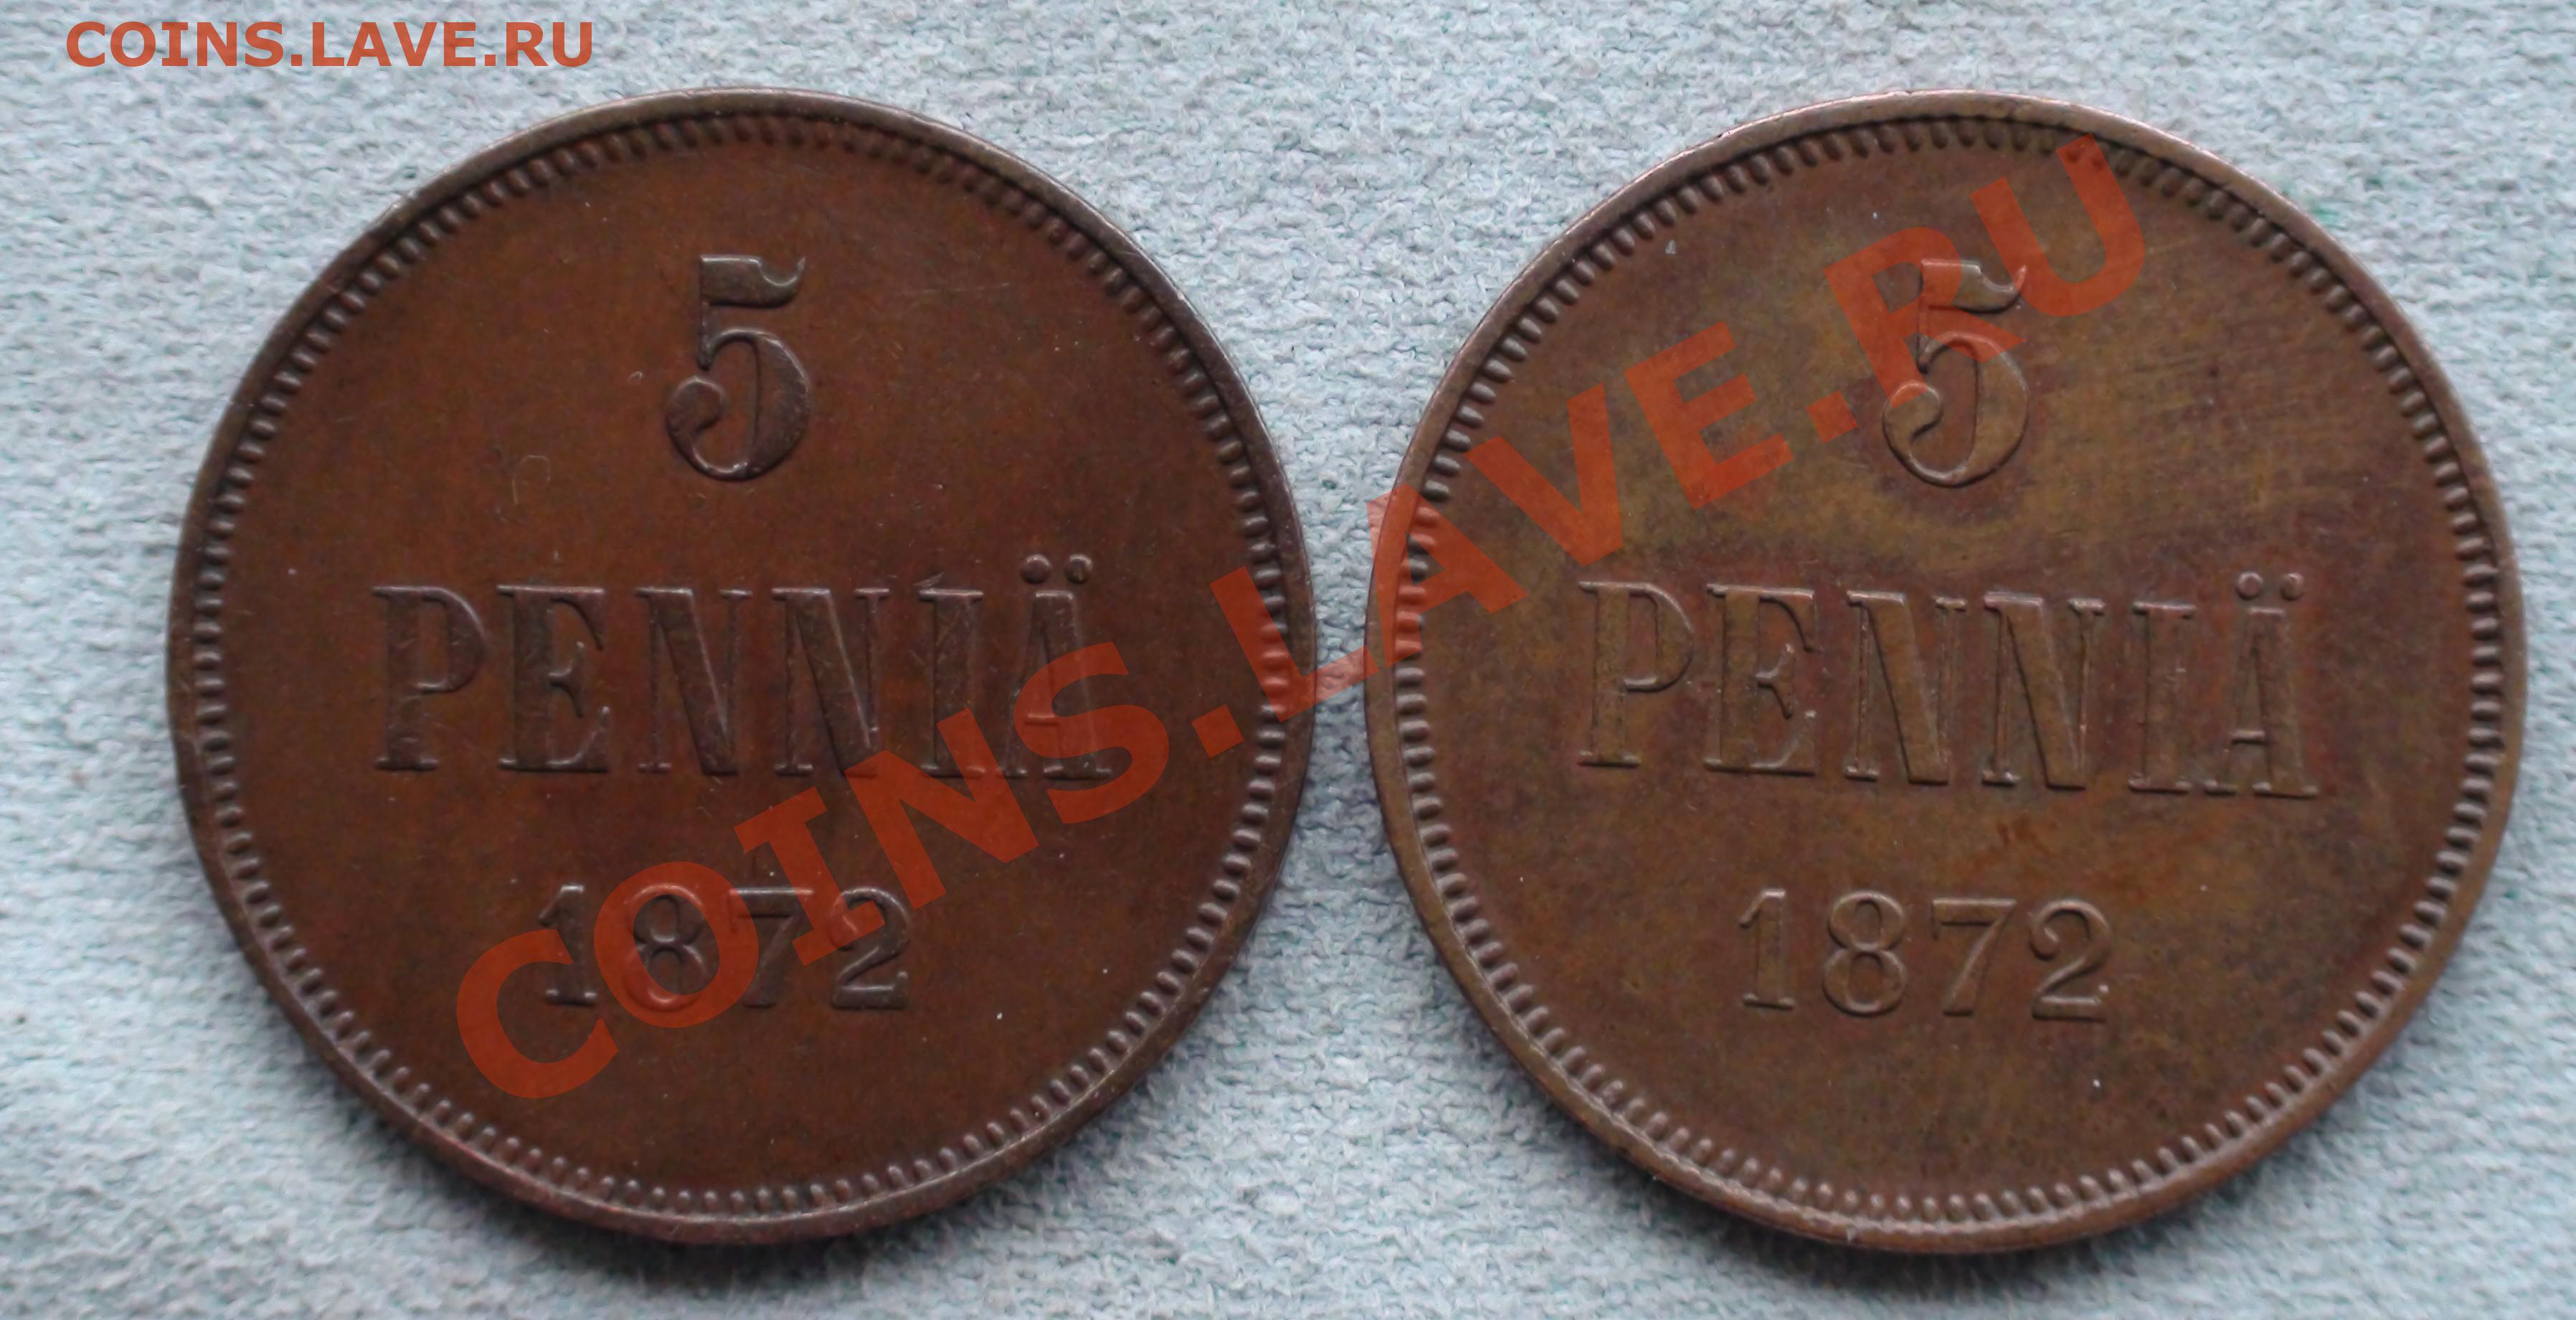 COINS.LAVE.RU
5
PENNIÄ
1872
5
PENNIÄ
1872
COINS.LAVE.RU